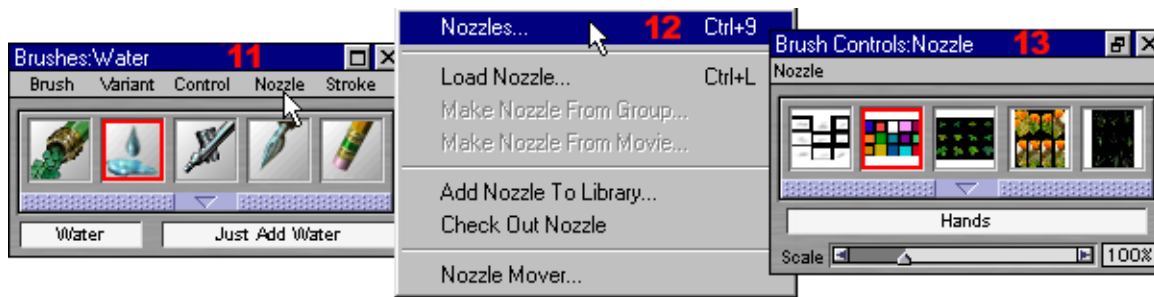 Brushes:Water 11
Brush Variant Control Nozzle Stroke
Water Just Add Water
Nozzles... 12 Ctrl+9
Load Nozzle... Ctrl+L
Make Nozzle From Group...
Make Nozzle From Movie...
Add Nozzle To Library...
Check Out Nozzle
Nozzle Mover...
Brush Controls:Nozzle 13
Nozzle
Hands
Scale 100%